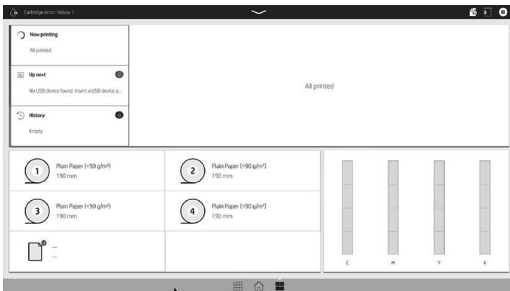 Cartridge error: Yellow 1
Now printing
All printed
Up next
0
No USB device found. Insert a USB device a...
History
0
Empty
All printed
1
Plain Paper (<90 g/m²)
190 mm
2
Plain Paper (<90 g/m²)
190 mm
3
Plain Paper (<90 g/m²)
190 mm
4
Plain Paper (<90 g/m²)
190 mm
C
M
Y
K